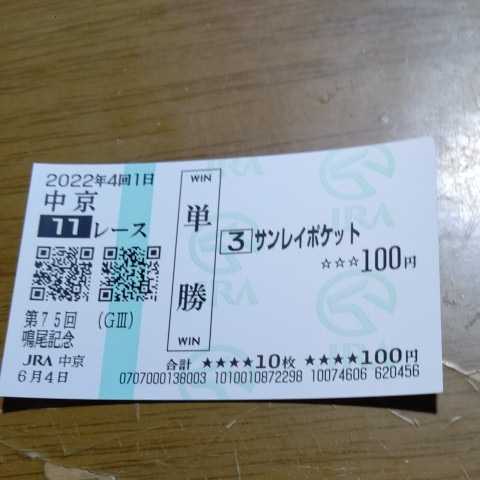 2022年4回1日
中京
11レース
第75回 (GIII)
鳴尾記念
JRA 中京
6月4日
WIN
単勝
WIN
3 サンレイポケット
☆☆☆100円
合計 ★★★★10枚 ★★★★100円
0707000138003 1010010872298 10074606 620456
JRA
JRA